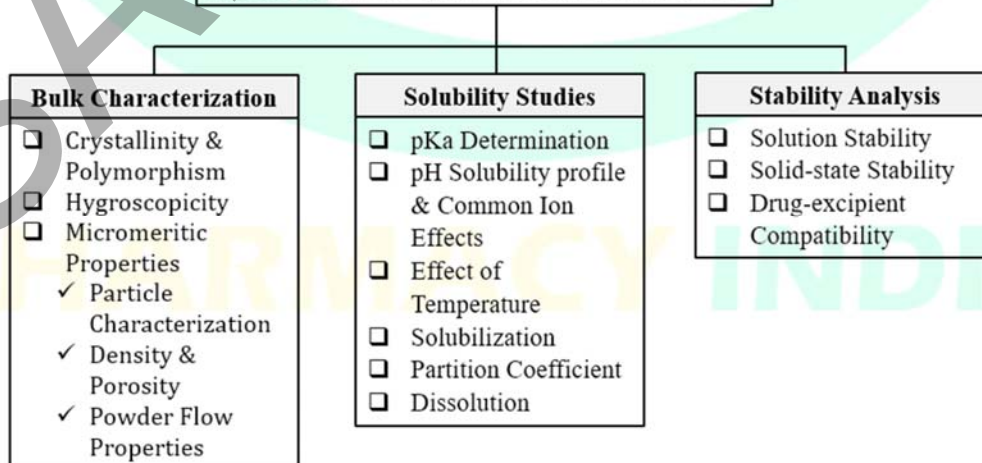 Bulk Characterization
❑ Crystallinity &
Polymorphism
❑ Hygroscopicity
❑ Micromeritic
Properties
✓ Particle
Characterization
✓ Density &
Porosity
✓ Powder Flow
Properties
Solubility Studies
❑ pKa Determination
❑ pH Solubility profile
& Common Ion
Effects
❑ Effect of
Temperature
❑ Solubilization
❑ Partition Coefficient
❑ Dissolution
Stability Analysis
❑ Solution Stability
❑ Solid-state Stability
❑ Drug-excipient
Compatibility
HARMACY INDI